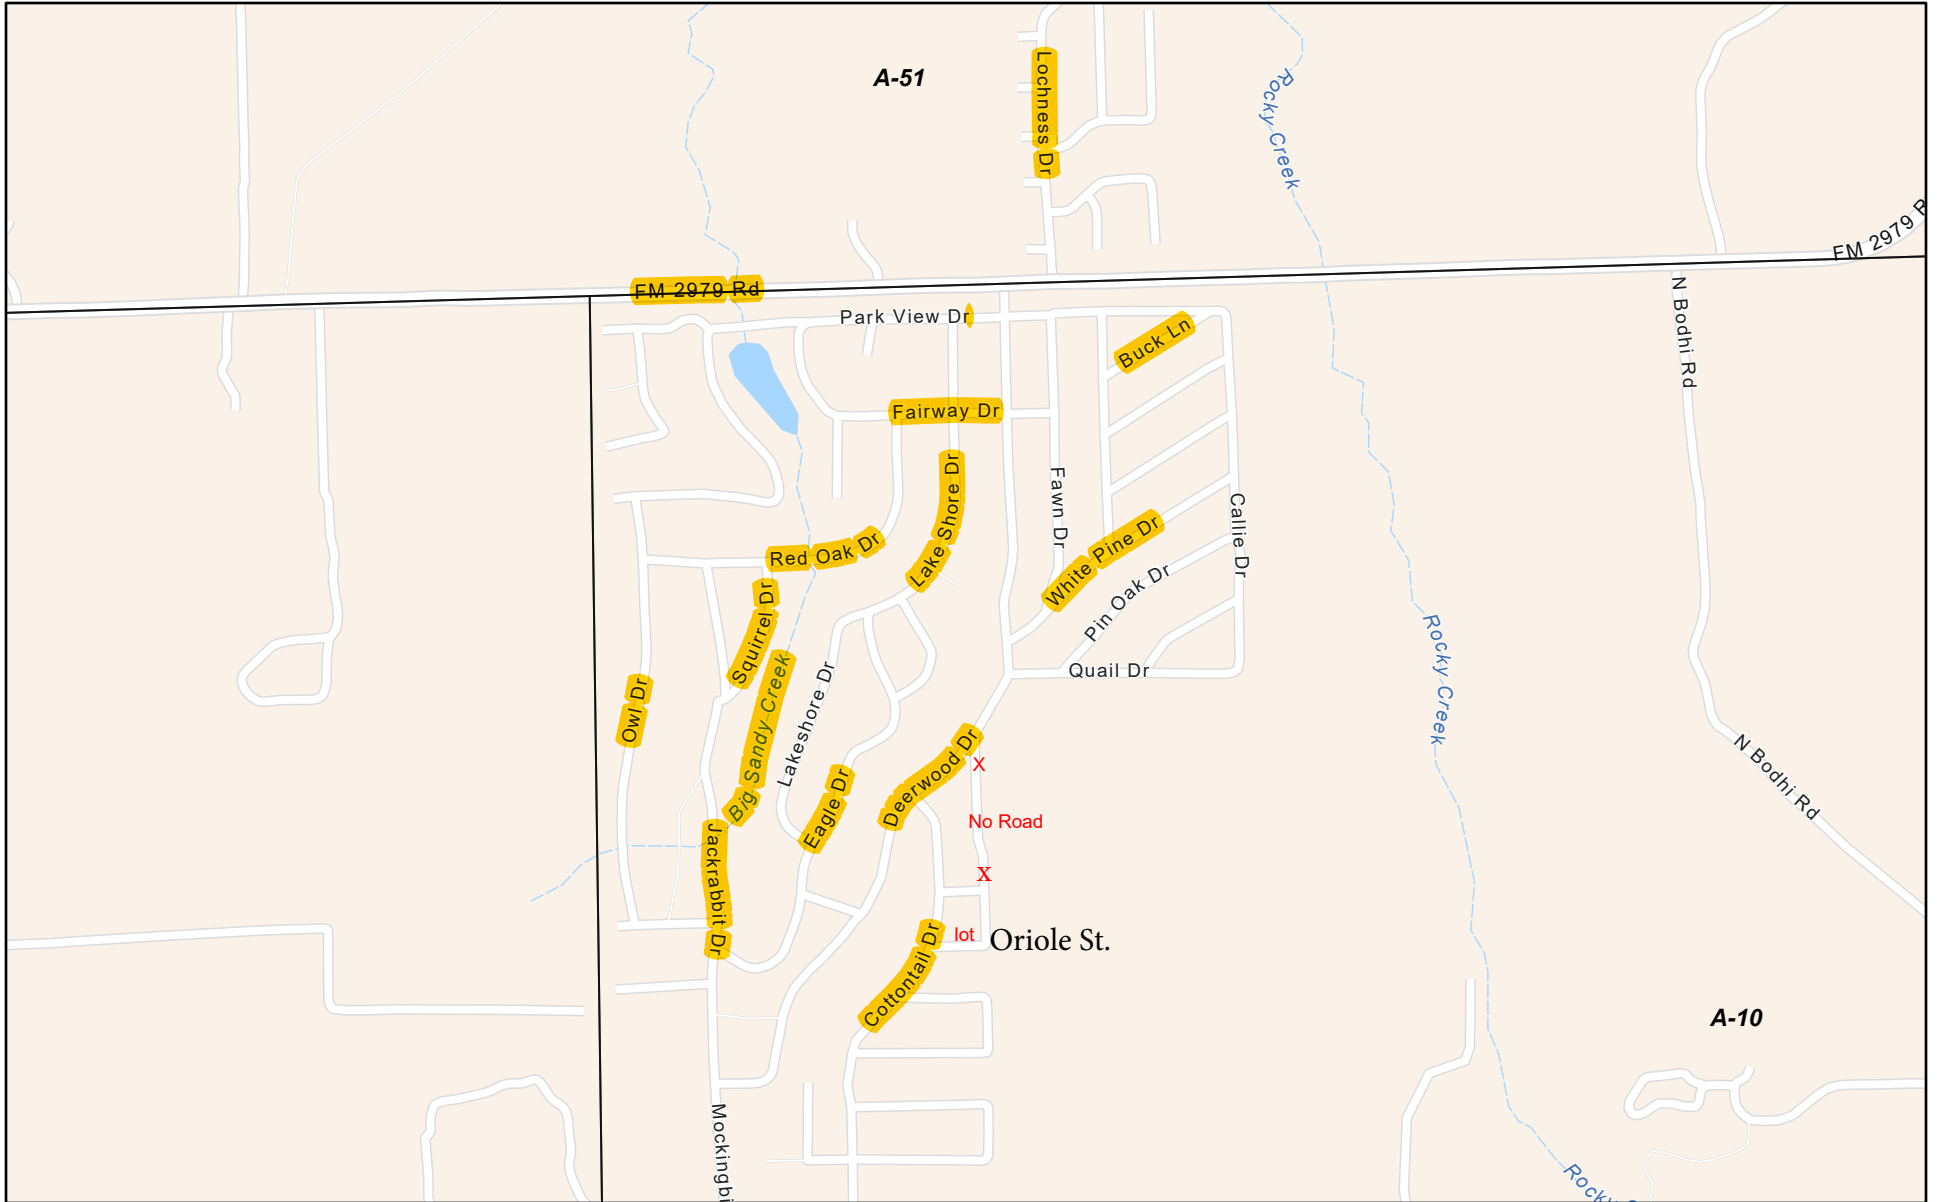 A-51
Lochness Dr
Rocky Creek
FM 2979 R
FM 2979 Rd
N Bodhi Rd
Park View Dr
Buck Ln
Fairway Dr
Lake Shore Dr
Fawn Dr
Callie Dr
Red Oak Dr
White Pine Dr
Pin Oak Dr
Squirrel Dr
Quail Dr
Rocky Creek
Owl Dr
Big Sandy Creek
Lakeshore Dr
Deerwood Dr
X
N Bodhi Rd
Eagle Dr
No Road
X
Jackrabbit Dr
Cottontail Dr
lot
Oriole St.
A-10
Mockingbi
Rocky